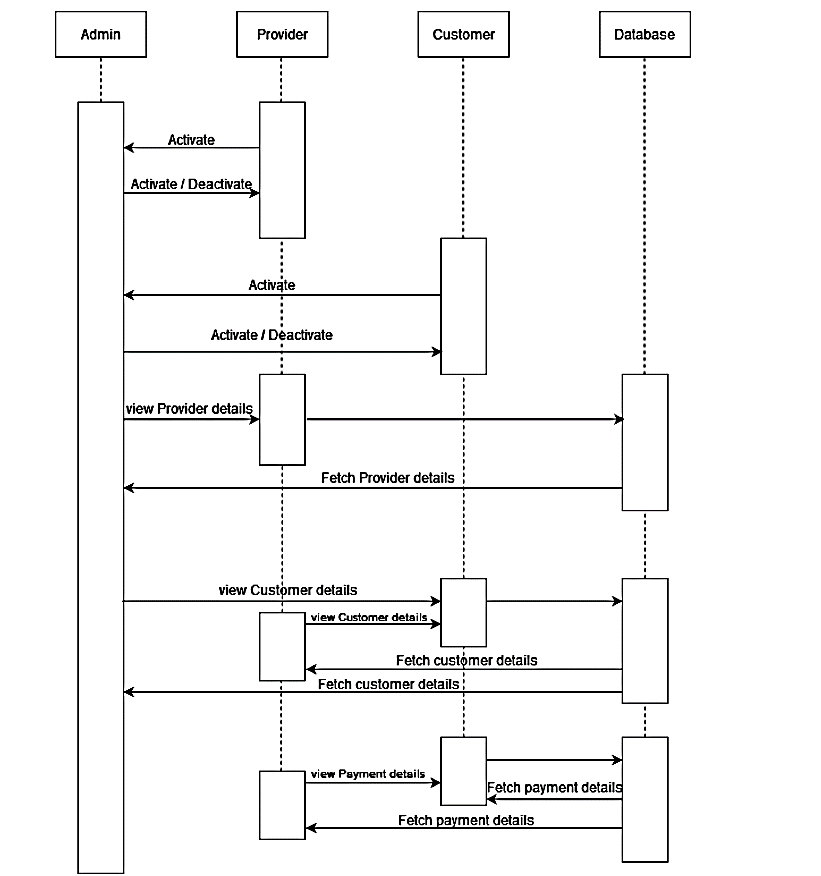 Admin
Provider
Customer
Database
Activate
Activate / Deactivate
Activate
Activate / Deactivate
view Provider details
Fetch Provider details
view Customer details
view Customer details
Fetch customer details
Fetch customer details
view Payment details
Fetch payment details
Fetch payment details